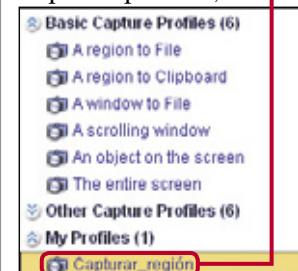 Basic Capture Profiles (6)
A region to File
A region to Clipboard
A window to File
A scrolling window
An object on the screen
The entire screen
Other Capture Profiles (6)
My Profiles (1)
Capturar_región